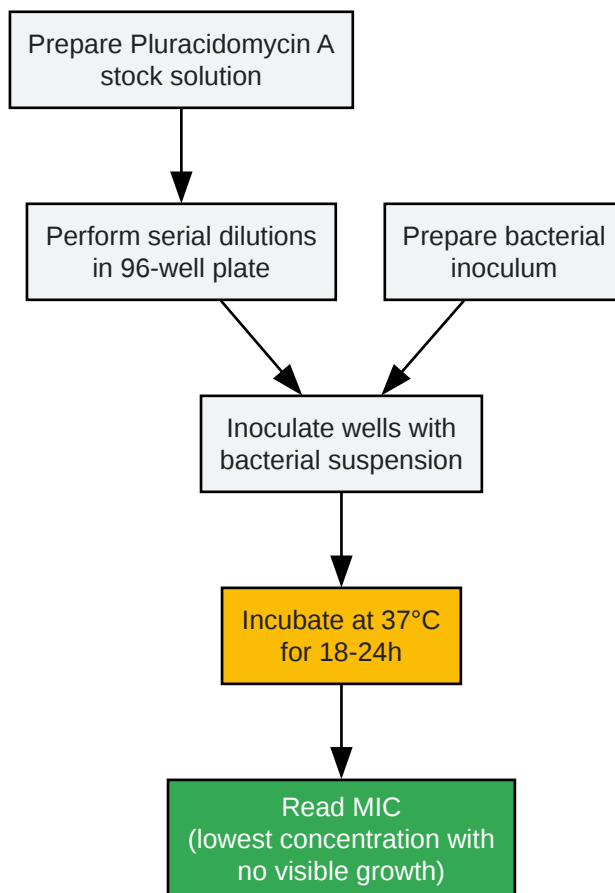 Prepare Pluracidomycin A
stock solution
Perform serial dilutions
in 96-well plate
Prepare bacterial
inoculum
Inoculate wells with
bacterial suspension
Incubate at 37°C
for 18-24h
Read MIC
(lowest concentration with
no visible growth)